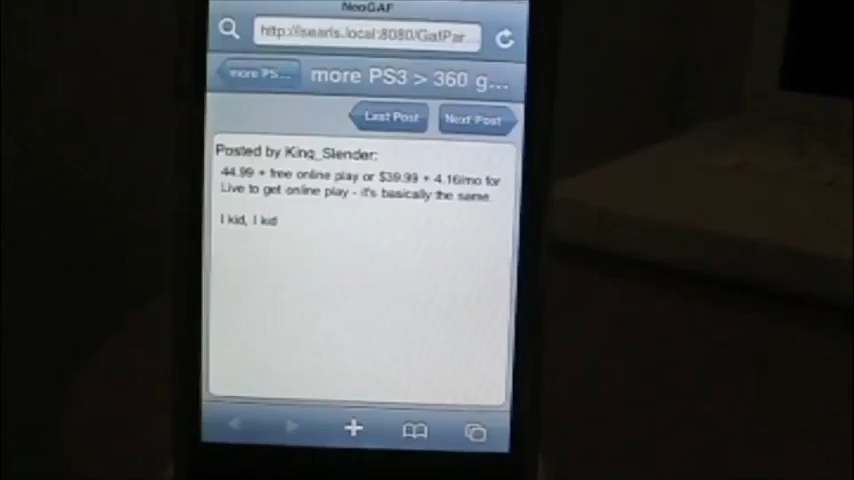 NeoGAF
http://searls.local:8080/GafPar...
more PS... more PS3 > 360 g...
Last Post Next Post
Posted by King_Slender:
44.99 + free online play or $39.99 + 4.16/mo for
Live to get online play - it's basically the same.
I kid, I kid